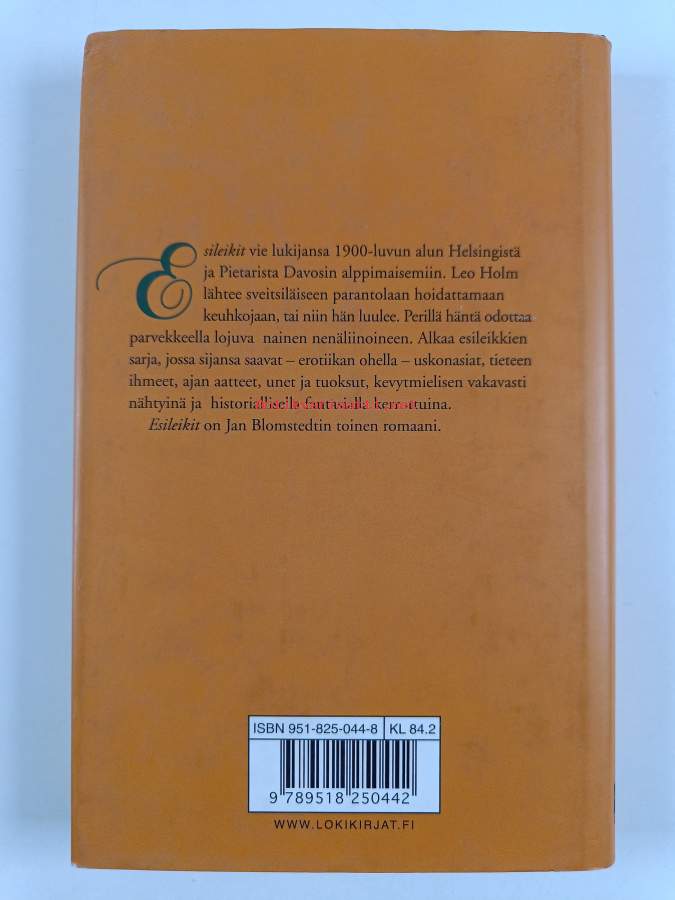 Esileikit vie lukijansa 1900-luvun alun Helsingistä
ja Pietarista Davosin alppimaisemiin. Leo Holm
lähtee sveitsiläiseen parantolaan hoidattamaan
keuhkojaan, tai niin hän luulee. Perillä häntä odottaa
parvekkeella lojuva nainen nenäliinoineen. Alkaa esileikkien
sarja, jossa sijansa saavat – erotiikan ohella – uskonasiat, tieteen
ihmeet, ajan aatteet, unet ja tuoksut, kevytmielisen vakavasti
nähtyinä ja historiallisella fantasialla kerrottuina.
Esileikit on Jan Blomstedtin toinen romaani.
ISBN 951-825-044-8 KL 84.2
9 789518 250442
WWW.LOKIKIRJAT.FI